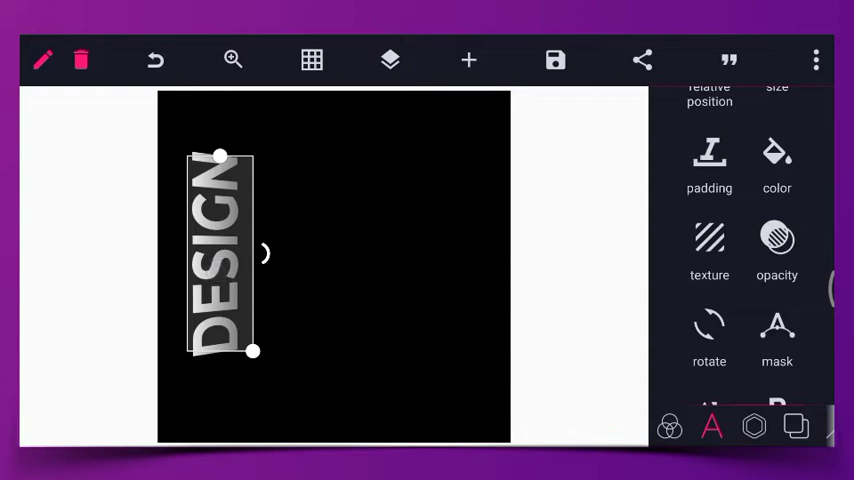 relative size
position
padding color
texture opacity
rotate mask
DESIGN